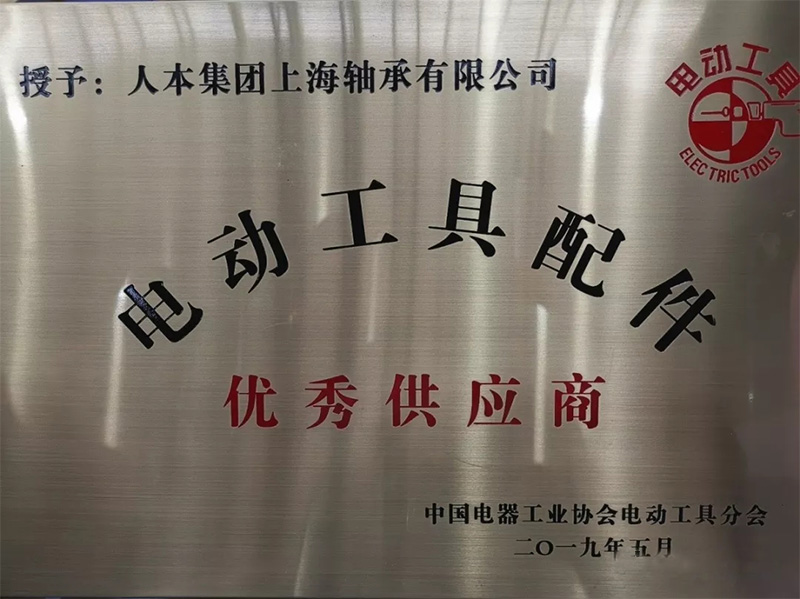 授予：人本集团上海轴承有限公司
电动工具
ELECTRIC TOOLS
电动工具配件
优秀供应商
中国电器工业协会电动工具分会
二〇一九年五月